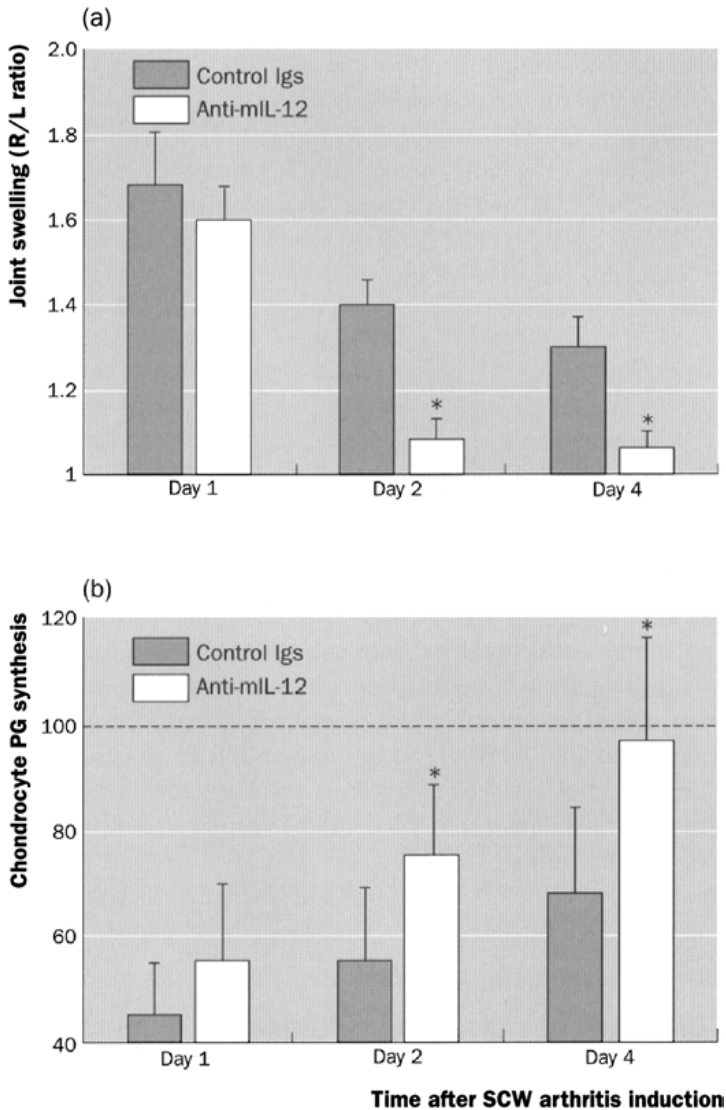 (a)
Joint swelling (R/L ratio)
2.0
1.8
1.6
1.4
1.2
1
Control Igs
Anti-mIL-12
*
*
Day 1
Day 2
Day 4
(b)
Chondrocyte PG synthesis
120
100
80
60
40
Control Igs
Anti-mIL-12
*
*
Day 1
Day 2
Day 4
Time after SCW arthritis induction